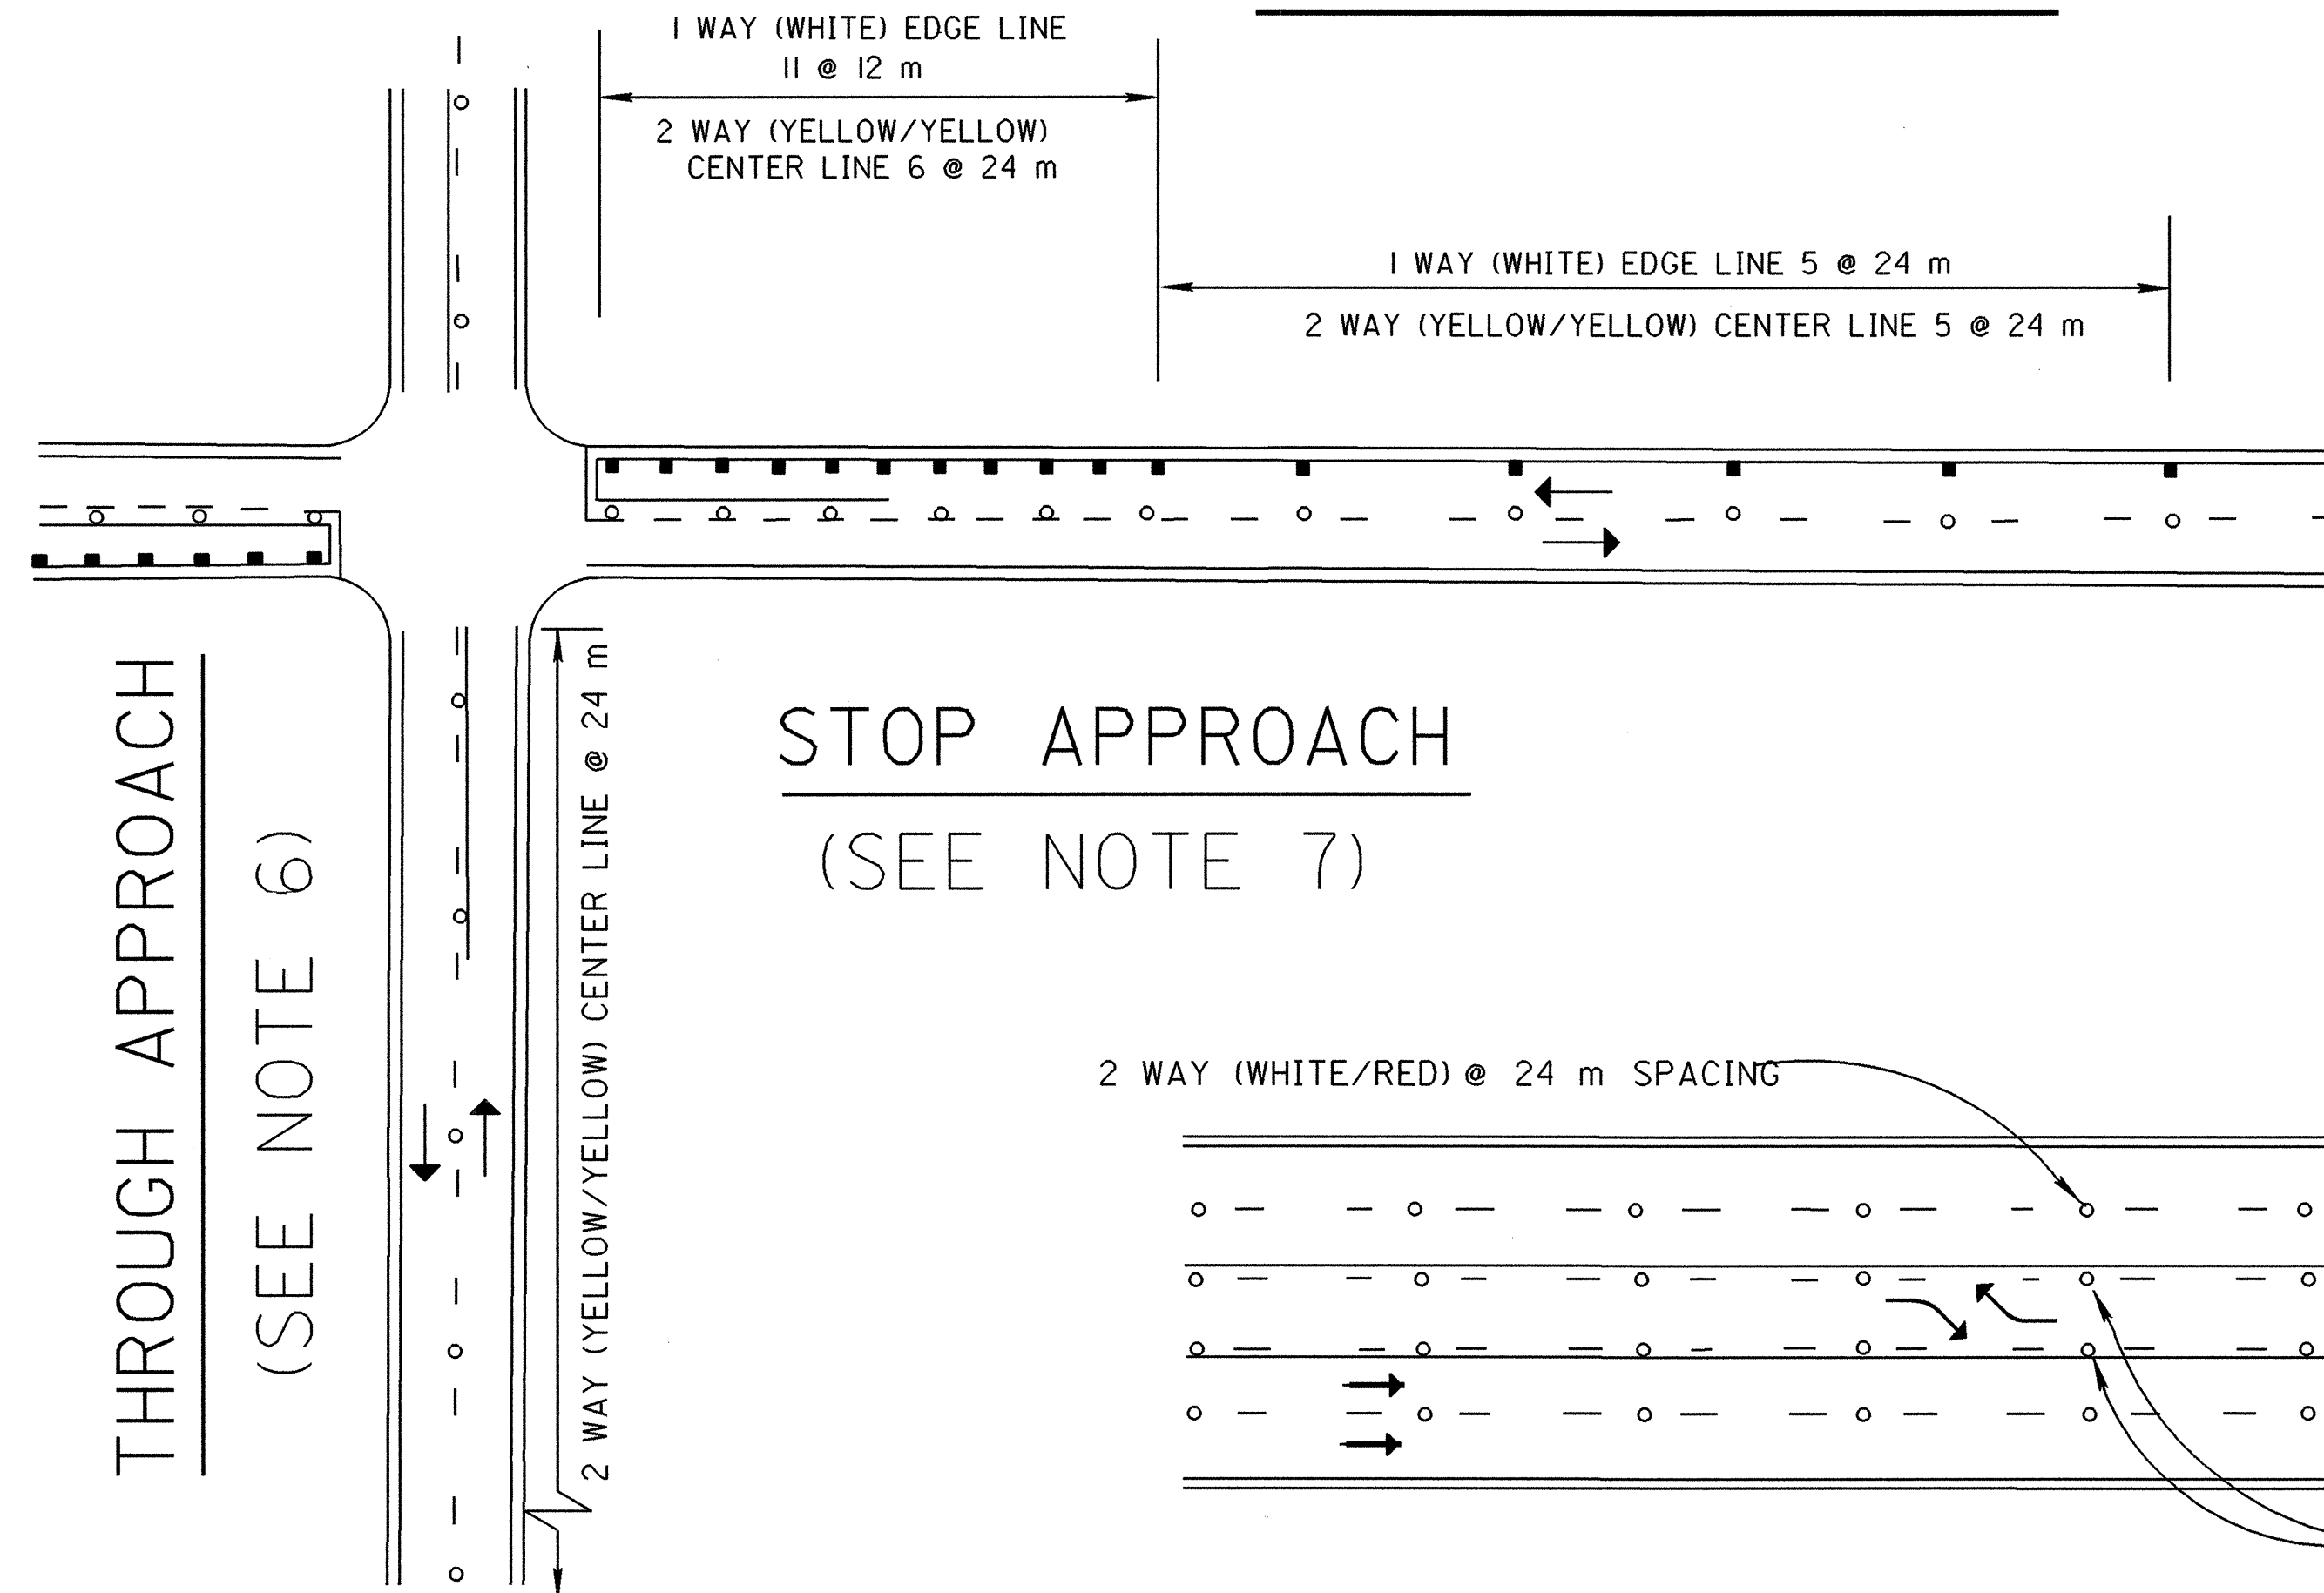 1 WAY (WHITE) EDGE LINE
11 @ 12 m
2 WAY (YELLOW/YELLOW)
CENTER LINE 6 @ 24 m
1 WAY (WHITE) EDGE LINE 5 @ 24 m
2 WAY (YELLOW/YELLOW) CENTER LINE 5 @ 24 m
THROUGH APPROACH
(SEE NOTE 6)
2 WAY (YELLOW/YELLOW) CENTER LINE @ 24 m
STOP APPROACH
(SEE NOTE 7)
2 WAY (WHITE/RED) @ 24 m SPACING